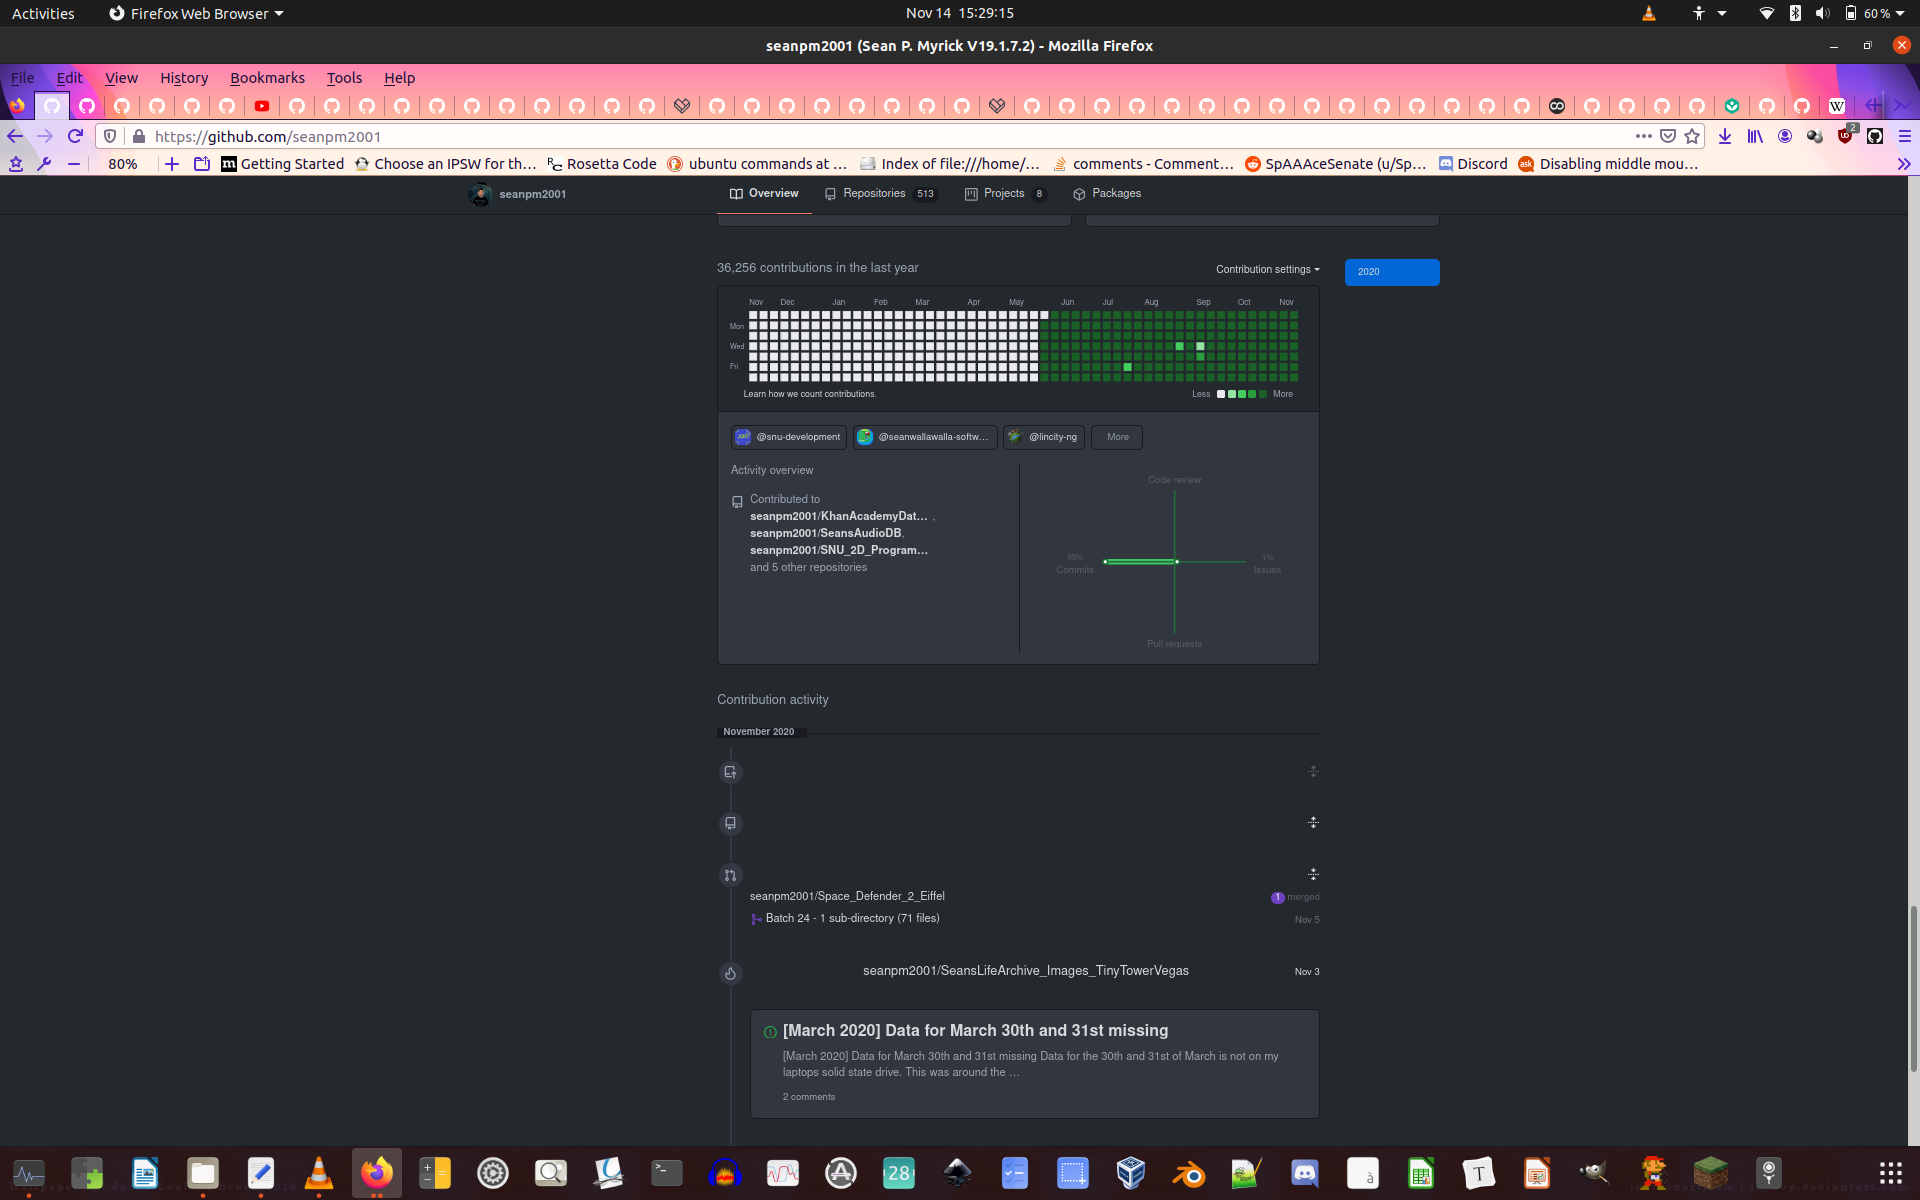 Activities
Firefox Web Browser
Nov 14 15:29:15
60 %
seanpm2001 (Sean P. Myrick V19.1.7.2) - Mozilla Firefox
File Edit View History Bookmarks Tools Help
https://github.com/seanpm2001
2
80%
Getting Started
Choose an IPSW for th…
Rosetta Code
ubuntu commands at …
Index of file:///home/…
comments - Comment…
SpAAAceSenate (u/Sp…
Discord
Disabling middle mou…
seanpm2001
Overview
Repositories 513
Projects 8
Packages
36,256 contributions in the last year
Contribution settings
2020
Nov Dec Jan Feb Mar Apr May Jun Jul Aug Sep Oct Nov
Mon
Wed
Fri
Learn how we count contributions.
Less More
@snu-development
@seanwallawalla-softw…
@lincity-ng
More
Activity overview
Contributed to
seanpm2001/KhanAcademyDat… ,
seanpm2001/SeansAudioDB,
seanpm2001/SNU_2D_Program…
and 5 other repositories
Code review
99%
Commits
1%
Issues
Pull requests
Contribution activity
November 2020
seanpm2001/Space_Defender_2_Eiffel
1 merged
Batch 24 - 1 sub-directory (71 files)
Nov 5
seanpm2001/SeansLifeArchive_Images_TinyTowerVegas
Nov 3
[March 2020] Data for March 30th and 31st missing
[March 2020] Data for March 30th and 31st missing Data for the 30th and 31st of March is not on my
laptops solid state drive. This was around the …
2 comments
28